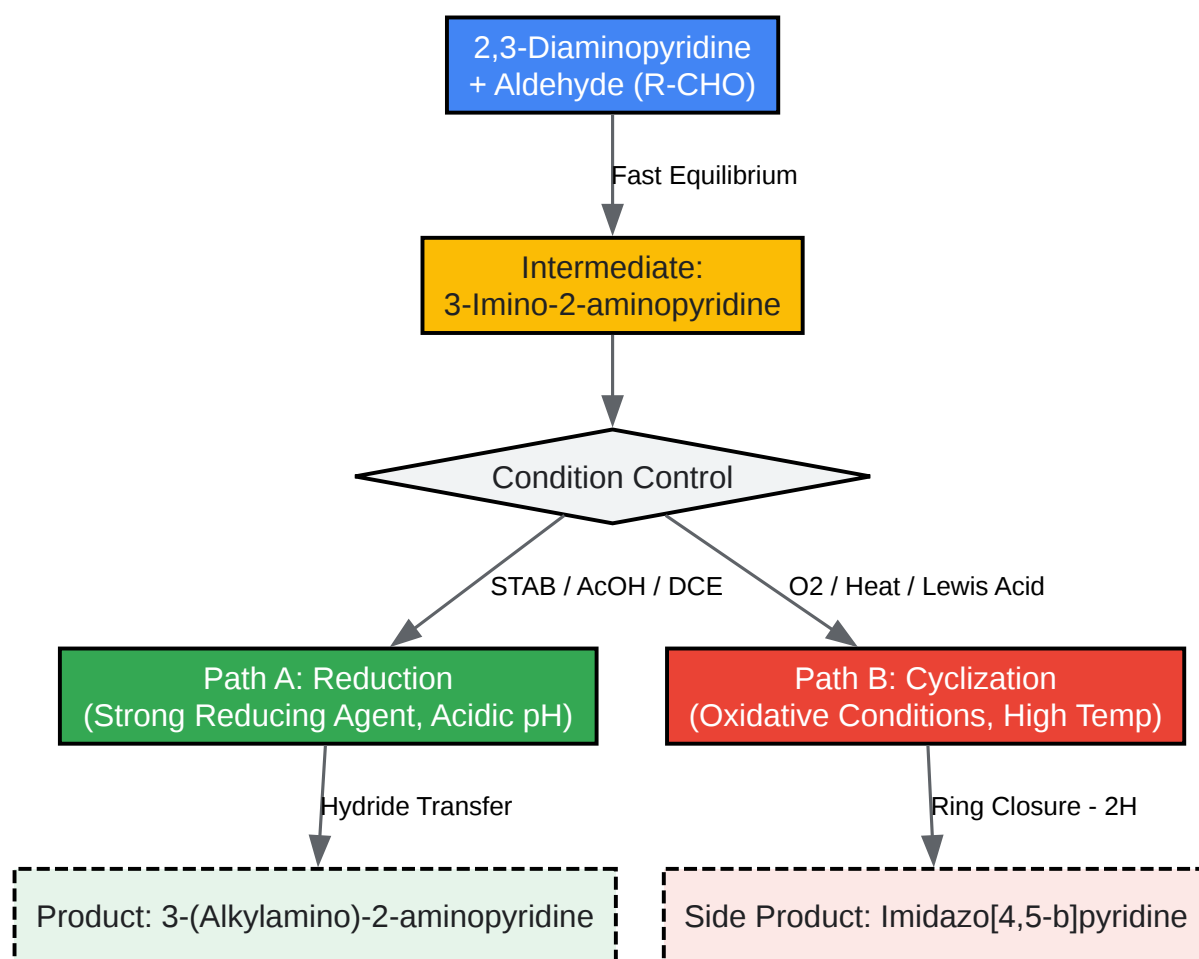 2,3-Diaminopyridine
+ Aldehyde (R-CHO)
Fast Equilibrium
Intermediate:
3-Imino-2-aminopyridine
Condition Control
STAB / AcOH / DCE
O2 / Heat / Lewis Acid
Path A: Reduction
(Strong Reducing Agent, Acidic pH)
Path B: Cyclization
(Oxidative Conditions, High Temp)
Hydride Transfer
Ring Closure - 2H
Product: 3-(Alkylamino)-2-aminopyridine
Side Product: Imidazo[4,5-b]pyridine